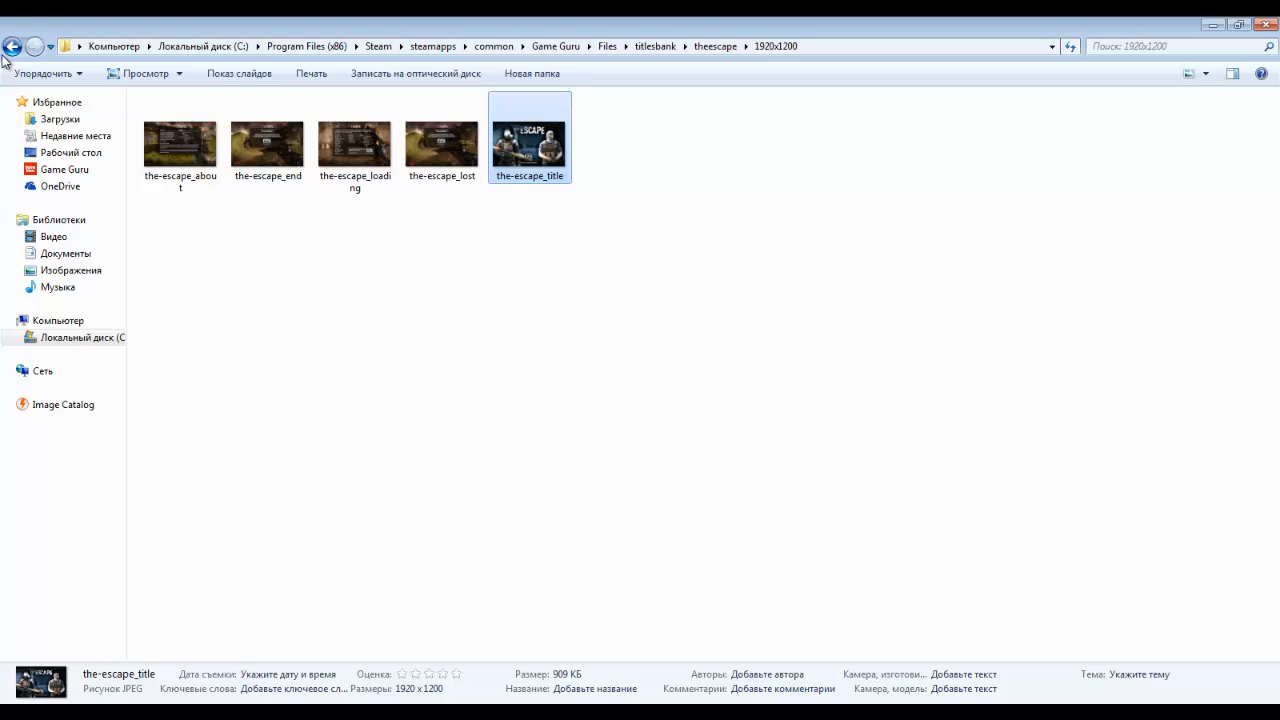 Компьютер Локальный диск (C:) Program Files (x86) Steam steamapps common Game Guru Files titlesbank theescape 1920x1200 Поиск: 1920x1200
Упорядочить Просмотр Показ слайдов Печать Записать на оптический диск Новая папка
Избранное
Загрузки
Недавние места
Рабочий стол
Game Guru
OneDrive
Библиотеки
Видео
Документы
Изображения
Музыка
Компьютер
Локальный диск (C
Сеть
Image Catalog
ESCAPE
the-escape_abou
t
the-escape_end
the-escape_loadi
ng
the-escape_lost
the-escape_title
the-escape_title Дата съемки: Укажите дату и время Оценка: Размер: 909 КБ Авторы: Добавьте автора Камера, изготови... Добавьте текст Тема: Укажите тему
Рисунок JPEG Ключевые слова: Добавьте ключевое сл... Размеры: 1920 x 1200 Название: Добавьте название Комментарии: Добавьте комментарии Камера, модель: Добавьте текст